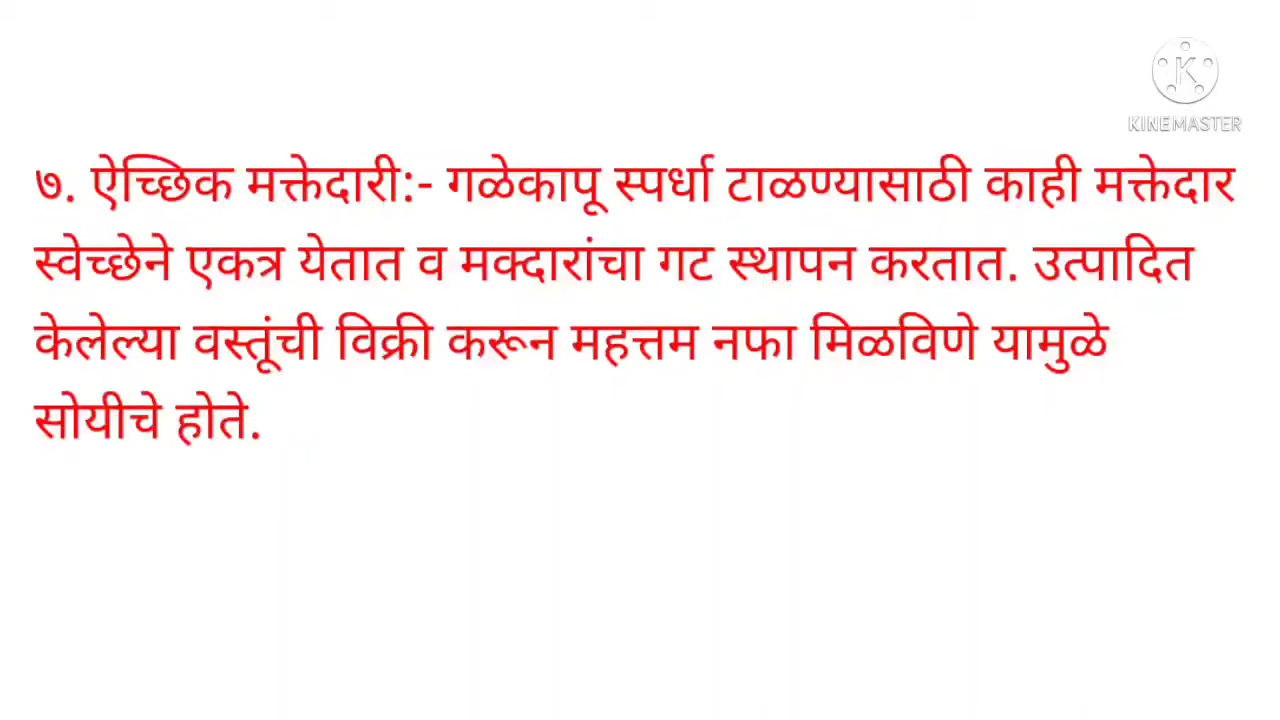 KINEMASTER
७. ऐच्छिक मक्तेदारी:- गळेकापू स्पर्धा टाळण्यासाठी काही मक्तेदार
स्वेच्छेने एकत्र येतात व मक्दारांचा गट स्थापन करतात. उत्पादित
केलेल्या वस्तूंची विक्री करून महत्तम नफा मिळविणे यामुळे
सोयीचे होते.